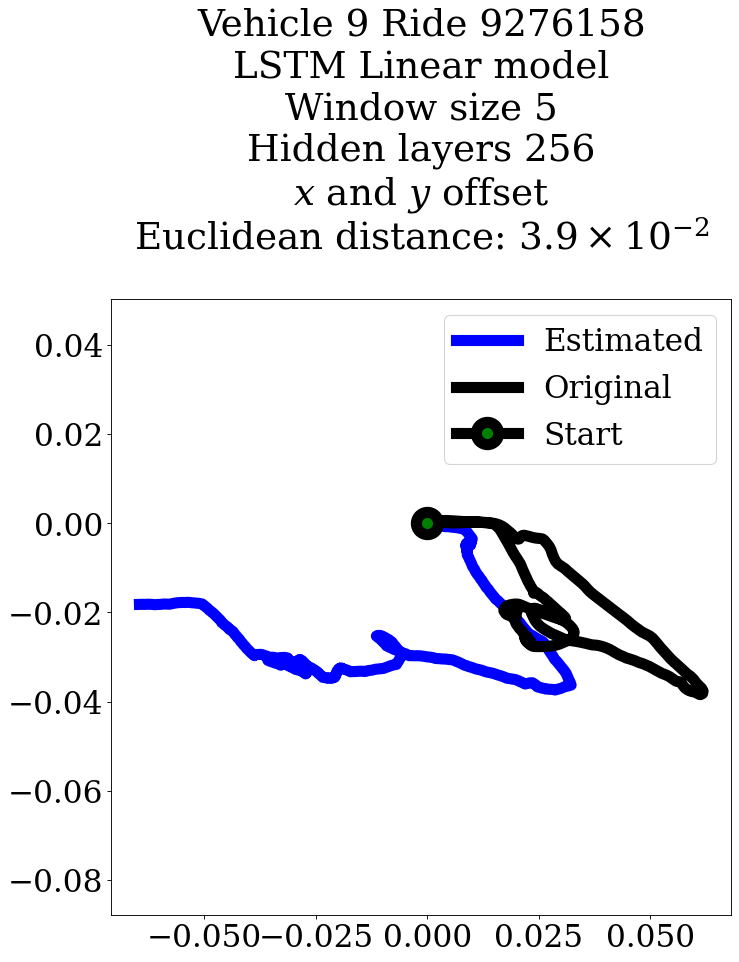 Vehicle 9 Ride 9276158
LSTM Linear model
Window size 5
Hidden layers 256
x and y offset
Euclidean distance: 3.9 × 10⁻²
Estimated
Original
Start
0.04
0.02
0.00
−0.02
−0.04
−0.06
−0.08
−0.050 −0.025 0.000 0.025 0.050